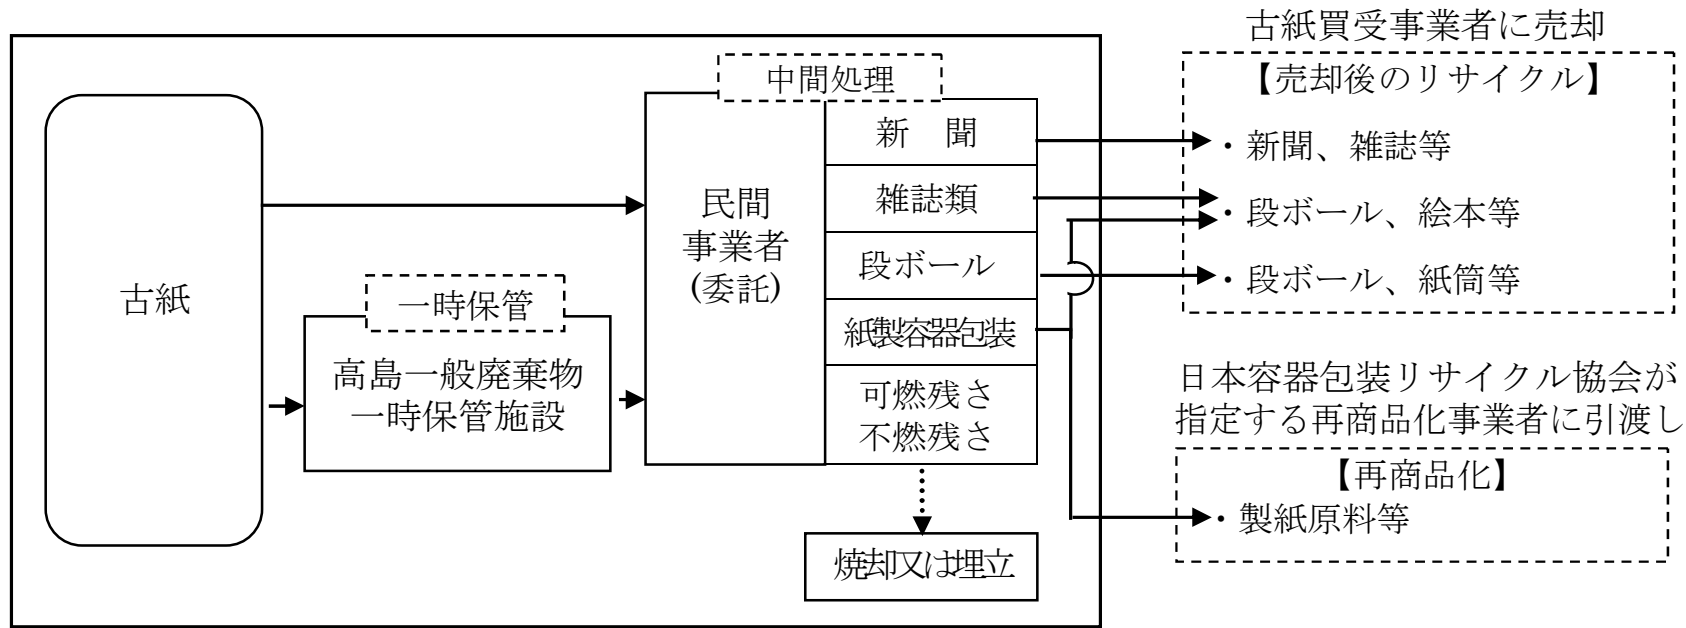 古紙
一時保管
高島一般廃棄物
一時保管施設
中間処理
民間
事業者
(委託)
新　聞
雑誌類
段ボール
紙製容器包装
可燃残さ
不燃残さ
焼却又は埋立
古紙買受事業者に売却
【売却後のリサイクル】
・新聞、雑誌等
・段ボール、絵本等
・段ボール、紙筒等
日本容器包装リサイクル協会が
指定する再商品化事業者に引渡し
【再商品化】
・製紙原料等